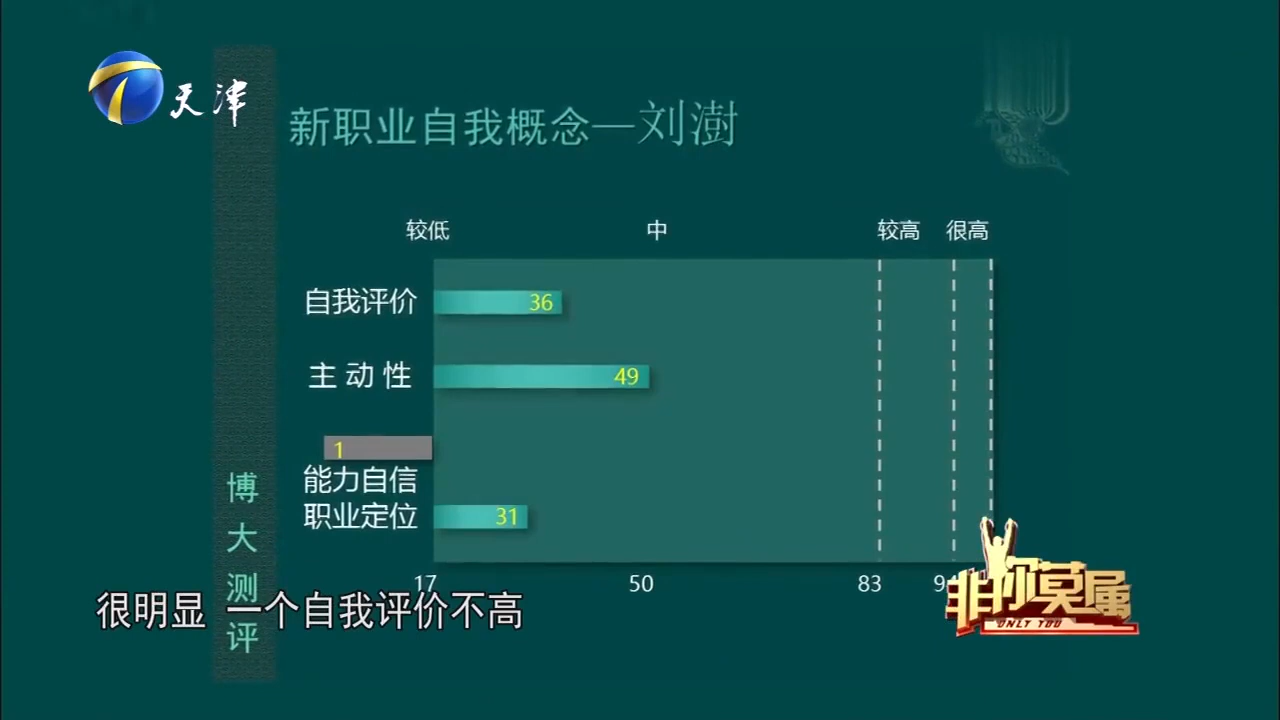 天津
新职业自我概念—刘澍
较低 中 较高 很高
自我评价 36
主动性 49
1
能力自信
职业定位 31
17 50 83
博大测评
很明显 一个自我评价不高
非你莫属
ONLY YOU